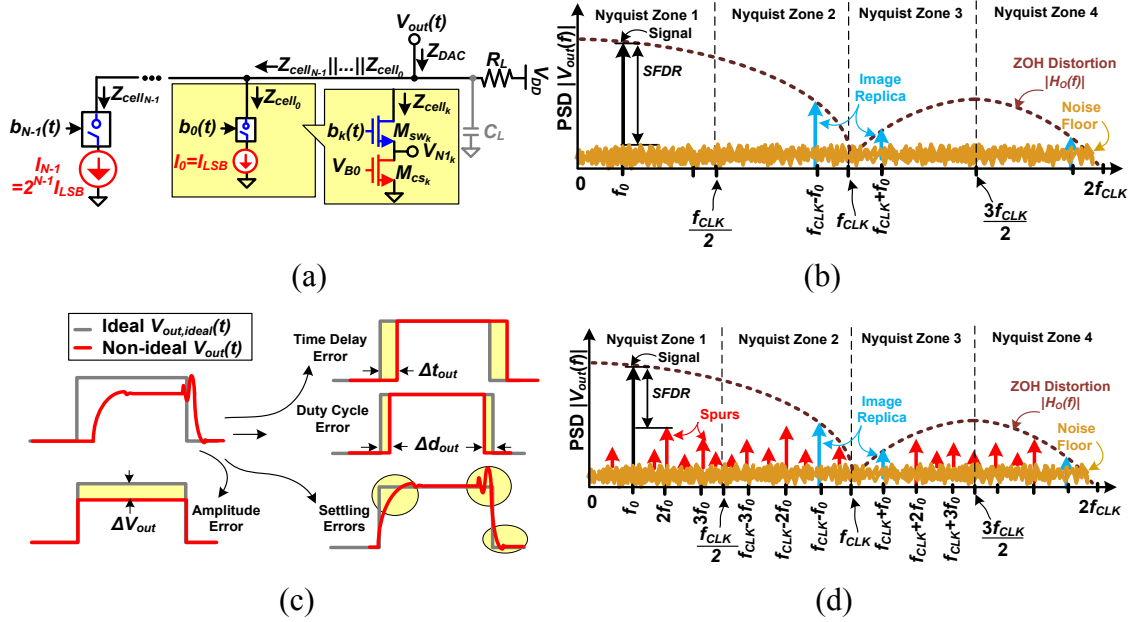 V_out(t)
Z_DAC
Z_cell_N-1||...||Z_cell_0
R_L
V_DD
Z_cell_N-1
Z_cell_0
Z_cell_k
b_N-1(t)
b_0(t)
b_k(t)
M_sw_k
C_L
V_N1_k
I_N-1
=2^N-1 I_LSB
I_0=I_LSB
V_B0
M_cs_k
(a)
PSD |V_out(f)|
Nyquist Zone 1
Nyquist Zone 2
Nyquist Zone 3
Nyquist Zone 4
Signal
SFDR
Image
Replica
ZOH Distortion
|H_O(f)|
Noise
Floor
0
f_0
f_CLK/2
f_CLK-f_0
f_CLK
f_CLK+f_0
3f_CLK/2
2f_CLK
(b)
Ideal V_out,ideal(t)
Non-ideal V_out(t)
Time Delay
Error
Δt_out
Duty Cycle
Error
Δd_out
ΔV_out
Amplitude
Error
Settling
Errors
(c)
PSD |V_out(f)|
Nyquist Zone 1
Nyquist Zone 2
Nyquist Zone 3
Nyquist Zone 4
Signal
SFDR
Spurs
Image
Replica
ZOH Distortion
|H_O(f)|
Noise
Floor
0
f_0
2f_0
3f_0
f_CLK/2
f_CLK-3f_0
f_CLK-2f_0
f_CLK-f_0
f_CLK
f_CLK+f_0
f_CLK+2f_0
f_CLK+3f_0
3f_CLK/2
2f_CLK
(d)